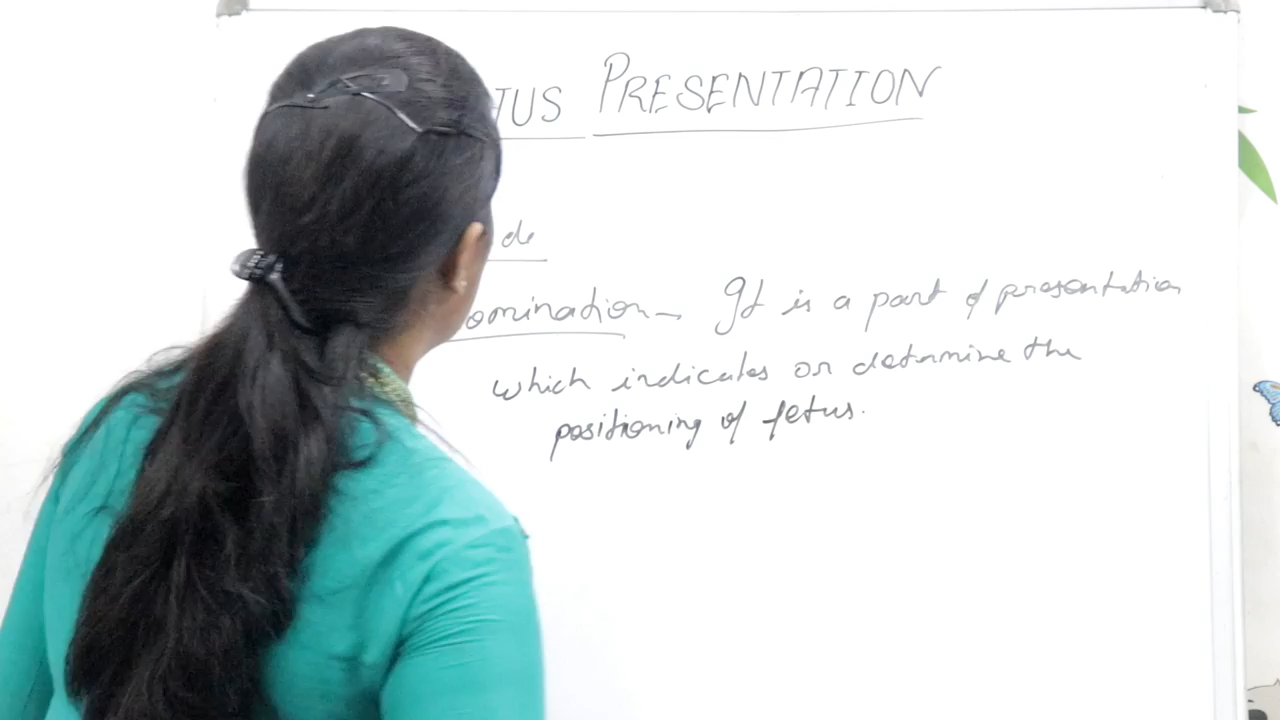 TUS PRESENTATION
de
omination - It is a part of presentation
which indicates or determine the
positioning of fetus.